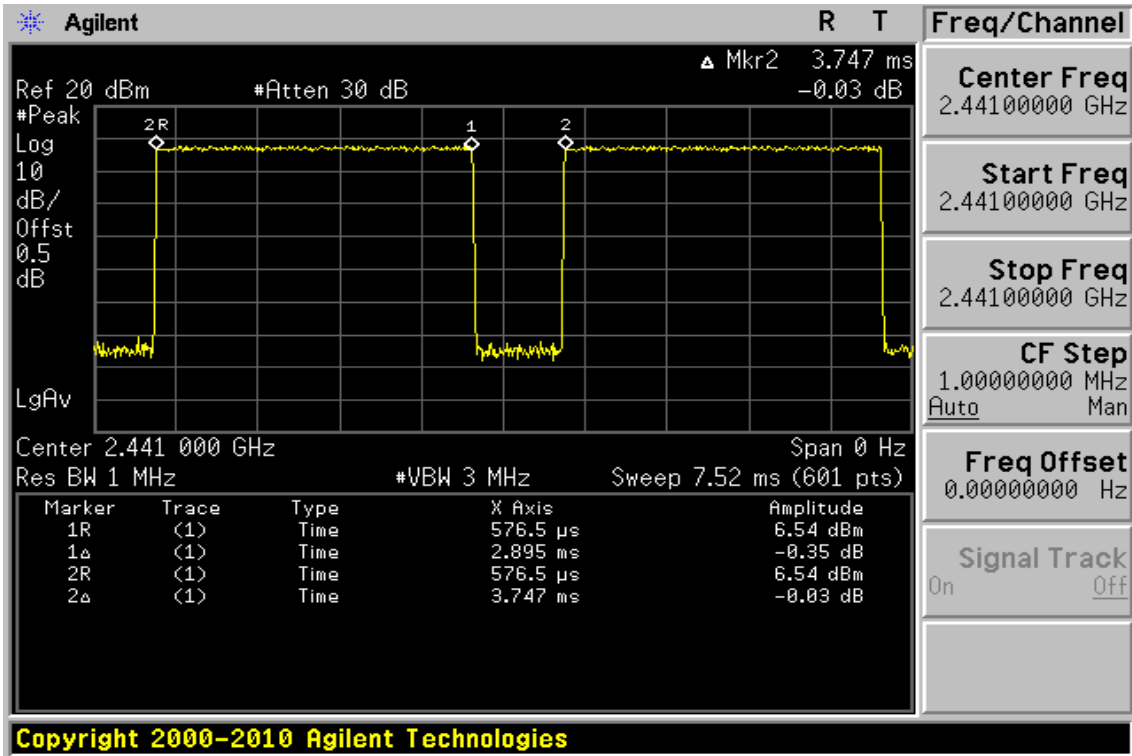 Agilent R T
Freq/Channel
Δ Mkr2 3.747 ms
Ref 20 dBm #Atten 30 dB -0.03 dB
#Peak
Log
10
dB/
Offst
0.5
dB
LgAv
2R
1
2
Center 2.441 000 GHz Span 0 Hz
Res BW 1 MHz #VBW 3 MHz Sweep 7.52 ms (601 pts)
Marker Trace Type X Axis Amplitude
1R (1) Time 576.5 µs 6.54 dBm
1Δ (1) Time 2.895 ms -0.35 dB
2R (1) Time 576.5 µs 6.54 dBm
2Δ (1) Time 3.747 ms -0.03 dB
Center Freq
2.44100000 GHz
Start Freq
2.44100000 GHz
Stop Freq
2.44100000 GHz
CF Step
1.00000000 MHz
Auto Man
Freq Offset
0.00000000 Hz
Signal Track
On Off
Copyright 2000-2010 Agilent Technologies